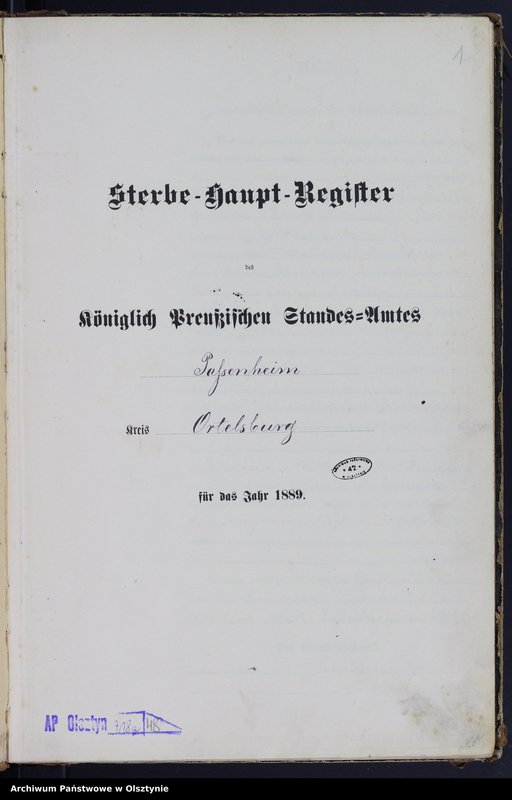 1
Sterbe-Haupt-Register
des
Königlich Preußischen Standes-Amtes
Passenheim
Kreis Ortelsburg
42
für das Jahr 1889.
AP Olsztyn
Archiwum Państwowe w Olsztynie